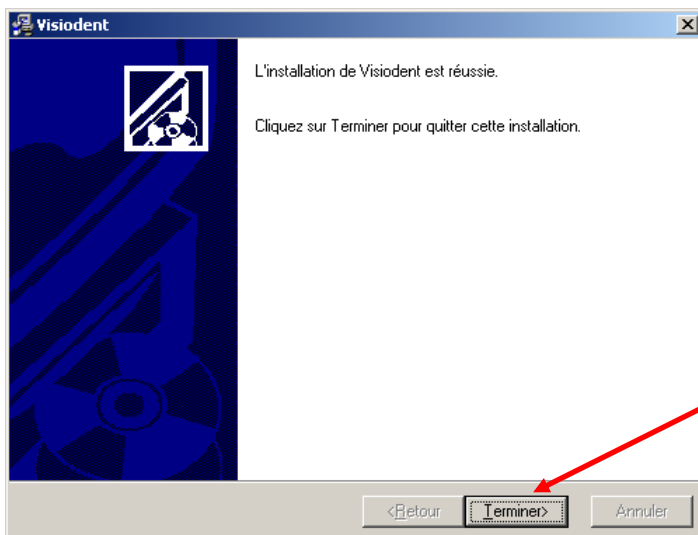 Visiodent
L'installation de Visiodent est réussie.
Cliquez sur Terminer pour quitter cette installation.
<Retour Terminer> Annuler